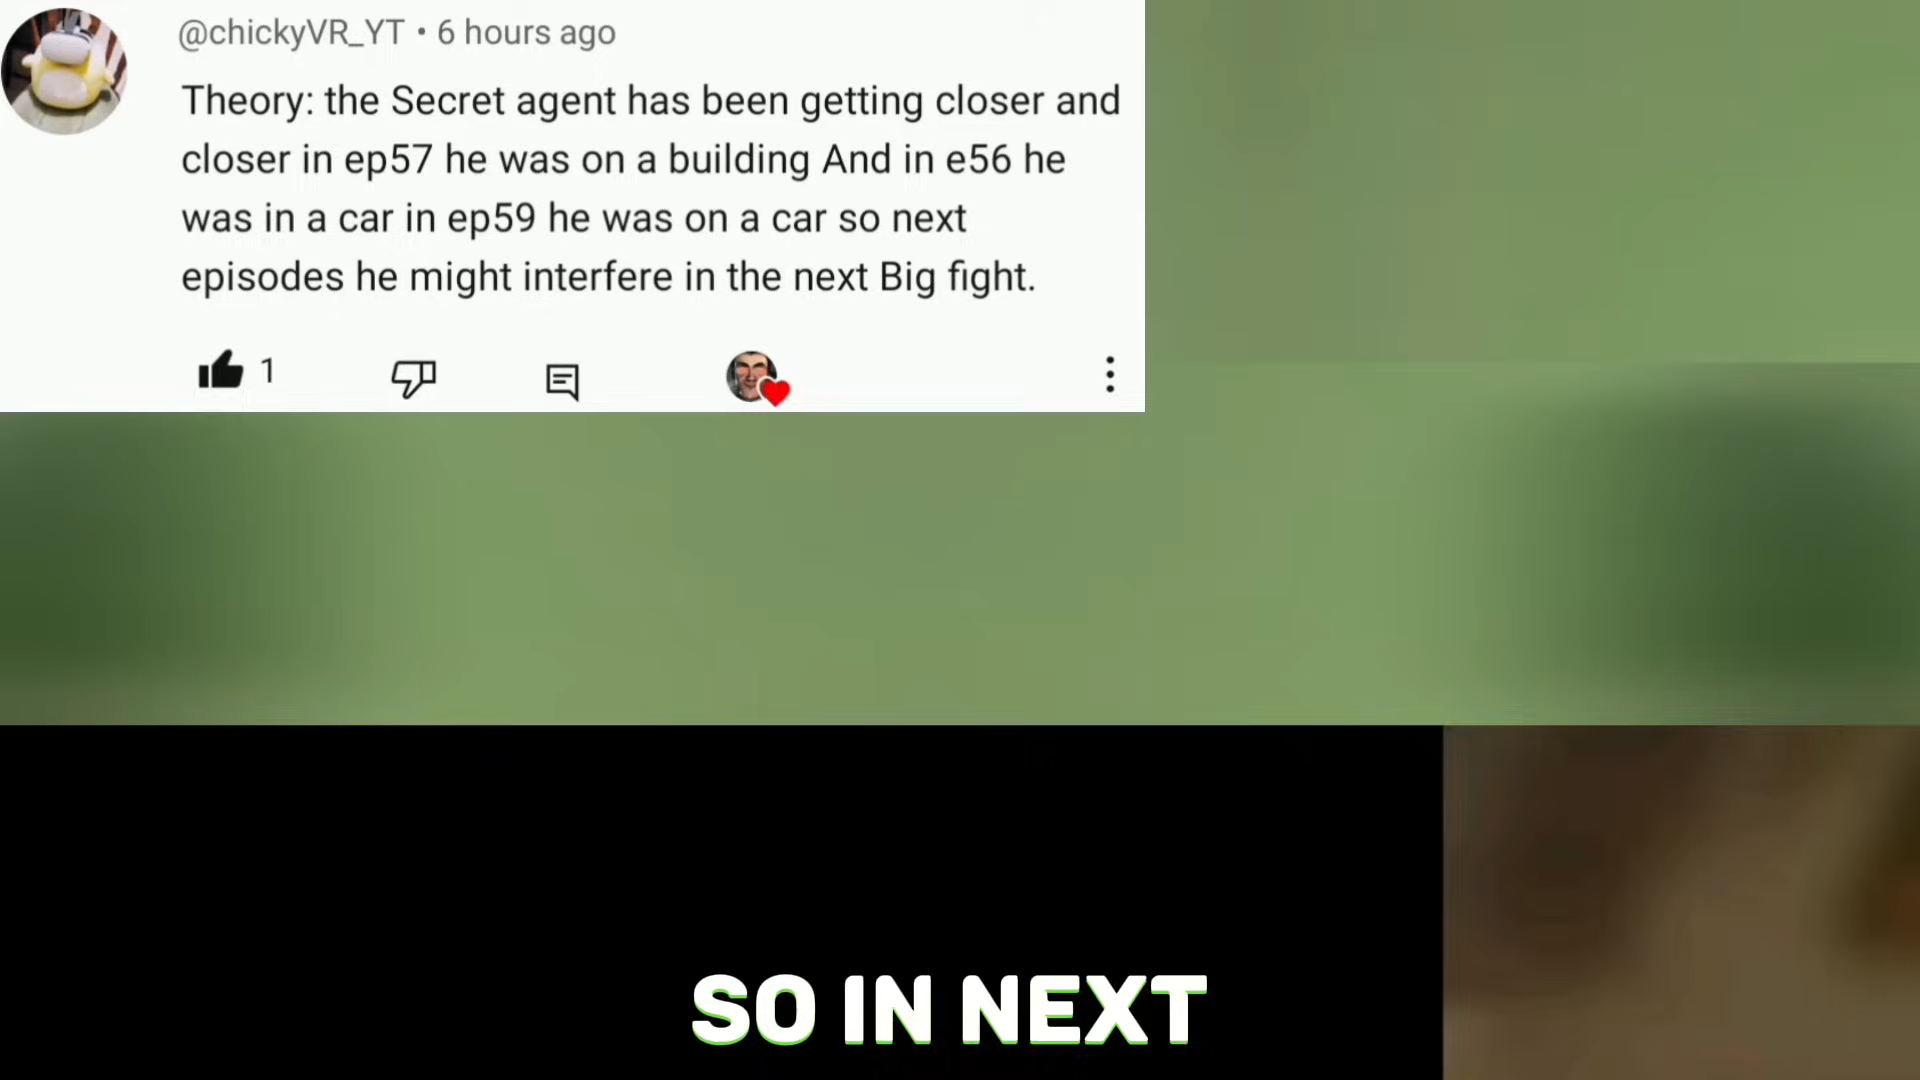 @chickyVR_YT • 6 hours ago
Theory: the Secret agent has been getting closer and
closer in ep57 he was on a building And in e56 he
was in a car in ep59 he was on a car so next
episodes he might interfere in the next Big fight.
1
SO IN NEXT